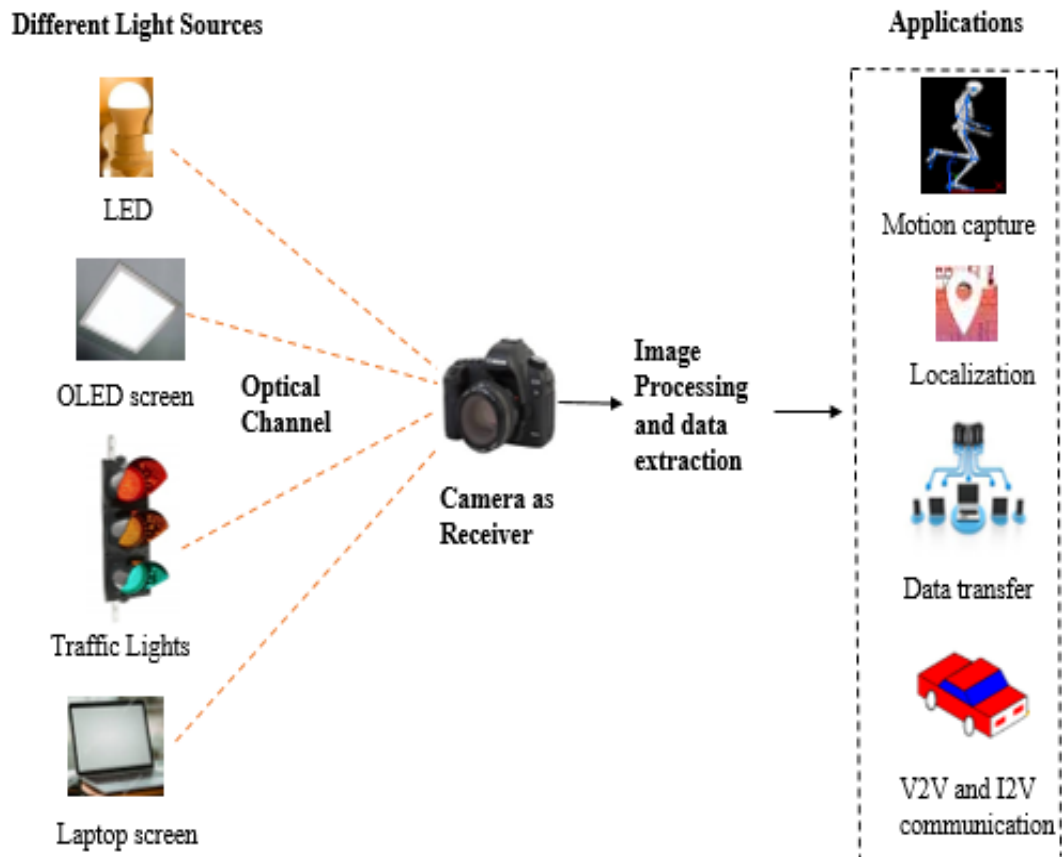 Different Light Sources
Applications
LED
OLED screen
Traffic Lights
Laptop screen
Optical
Channel
Camera as
Receiver
Image
Processing
and data
extraction
Motion capture
Localization
Data transfer
V2V and I2V
communication